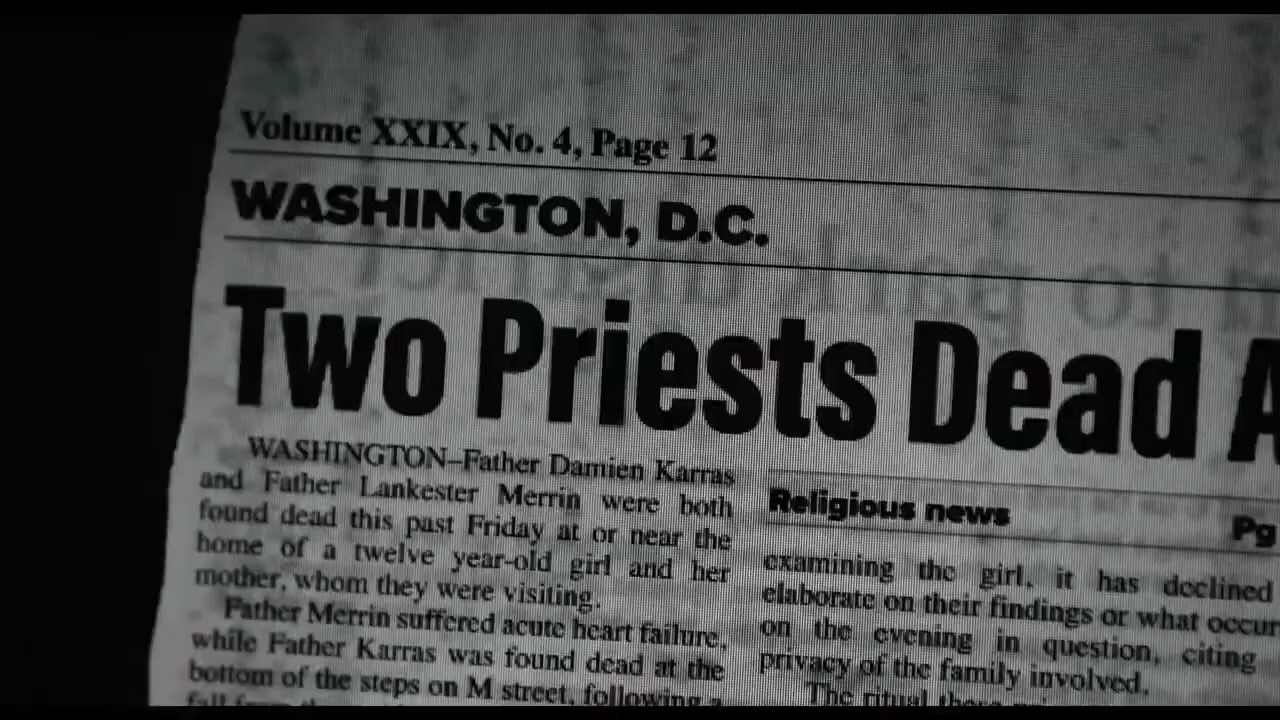 Volume XXIX, No. 4, Page 12
WASHINGTON, D.C.
Two Priests Dead A
WASHINGTON–Father Damien Karras
and Father Lankester Merrin were both
found dead this past Friday at or near the
home of a twelve year-old girl and her
mother, whom they were visiting.
Father Merrin suffered acute heart failure,
while Father Karras was found dead at the
bottom of the steps on M street, following a
Religious news
Pg
examining the girl, it has declined
elaborate on their findings or what occur
on the evening in question, citing
privacy of the family involved.
The ritual